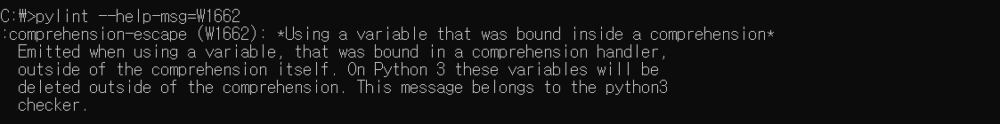 C:₩>pylint --help-msg=W1662
:comprehension-escape (W1662): *Using a variable that was bound inside a comprehension*
Emitted when using a variable, that was bound in a comprehension handler,
outside of the comprehension itself. On Python 3 these variables will be
deleted outside of the comprehension. This message belongs to the python3
checker.